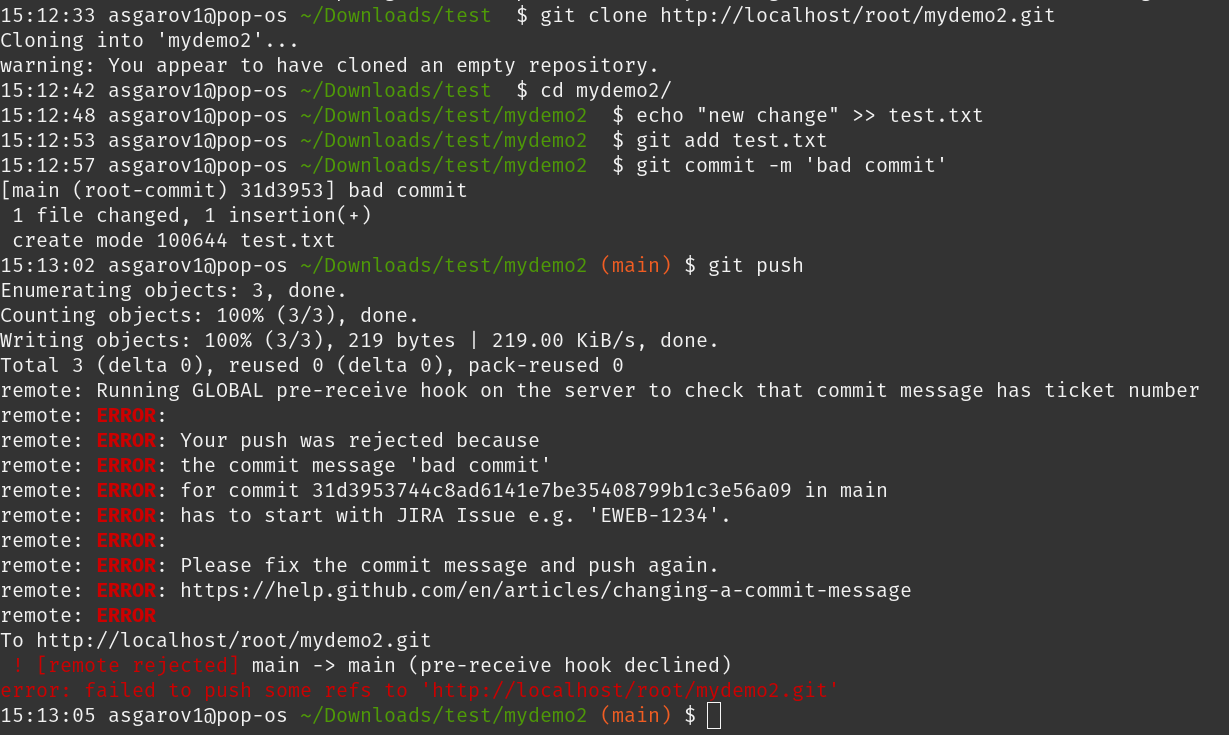 15:12:33 asgarov1@pop-os ~/Downloads/test  $ git clone http://localhost/root/mydemo2.git
Cloning into 'mydemo2'...
warning: You appear to have cloned an empty repository.
15:12:42 asgarov1@pop-os ~/Downloads/test  $ cd mydemo2/
15:12:48 asgarov1@pop-os ~/Downloads/test/mydemo2  $ echo "new change" >> test.txt
15:12:53 asgarov1@pop-os ~/Downloads/test/mydemo2  $ git add test.txt
15:12:57 asgarov1@pop-os ~/Downloads/test/mydemo2  $ git commit -m 'bad commit'
[main (root-commit) 31d3953] bad commit
 1 file changed, 1 insertion(+)
 create mode 100644 test.txt
15:13:02 asgarov1@pop-os ~/Downloads/test/mydemo2 (main) $ git push
Enumerating objects: 3, done.
Counting objects: 100% (3/3), done.
Writing objects: 100% (3/3), 219 bytes | 219.00 KiB/s, done.
Total 3 (delta 0), reused 0 (delta 0), pack-reused 0
remote: Running GLOBAL pre-receive hook on the server to check that commit message has ticket number
remote: ERROR:
remote: ERROR: Your push was rejected because
remote: ERROR: the commit message 'bad commit'
remote: ERROR: for commit 31d3953744c8ad6141e7be35408799b1c3e56a09 in main
remote: ERROR: has to start with JIRA Issue e.g. 'EWEB-1234'.
remote: ERROR:
remote: ERROR: Please fix the commit message and push again.
remote: ERROR: https://help.github.com/en/articles/changing-a-commit-message
remote: ERROR
To http://localhost/root/mydemo2.git
 ! [remote rejected] main -> main (pre-receive hook declined)
error: failed to push some refs to 'http://localhost/root/mydemo2.git'
15:13:05 asgarov1@pop-os ~/Downloads/test/mydemo2 (main) $